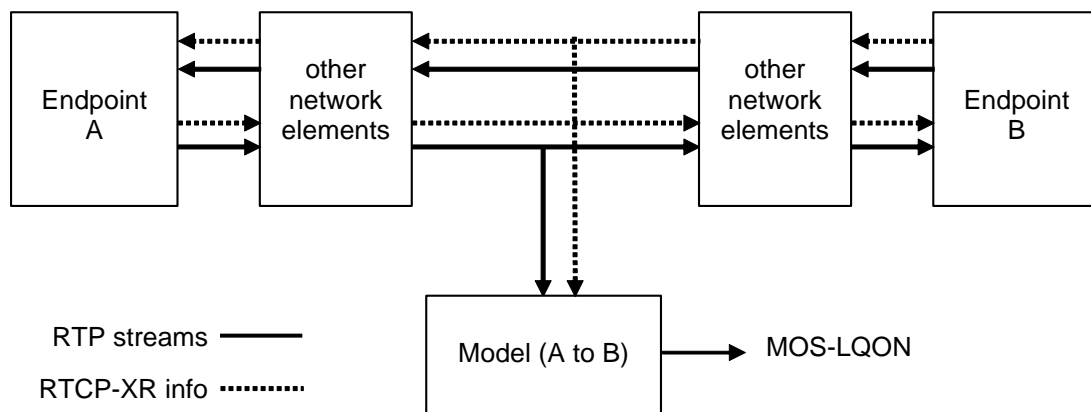 Endpoint
A
other
network
elements
other
network
elements
Endpoint
B
RTP streams
RTCP-XR info
Model (A to B)
MOS-LQON